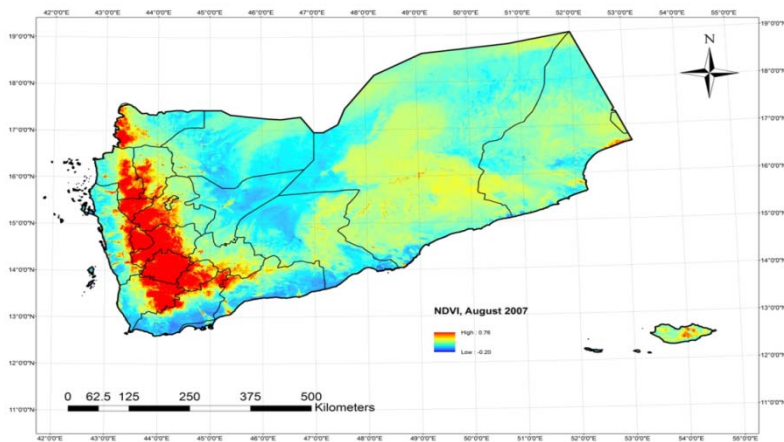 42°0'0"E 43°0'0"E 44°0'0"E 45°0'0"E 46°0'0"E 47°0'0"E 48°0'0"E 49°0'0"E 50°0'0"E 51°0'0"E 52°0'0"E 53°0'0"E 54°0'0"E 55°0'0"E
19°0'0"N 19°0'0"N
N
18°0'0"N 18°0'0"N
17°0'0"N 17°0'0"N
16°0'0"N 16°0'0"N
15°0'0"N 15°0'0"N
14°0'0"N 14°0'0"N
NDVI, August 2007
13°0'0"N 13°0'0"N
High : 0.76
Low : -0.20
12°0'0"N 12°0'0"N
0 62.5 125 250 375 500
Kilometers
11°0'0"N 11°0'0"N
42°0'0"E 43°0'0"E 44°0'0"E 45°0'0"E 46°0'0"E 47°0'0"E 48°0'0"E 49°0'0"E 50°0'0"E 51°0'0"E 52°0'0"E 53°0'0"E 54°0'0"E 55°0'0"E